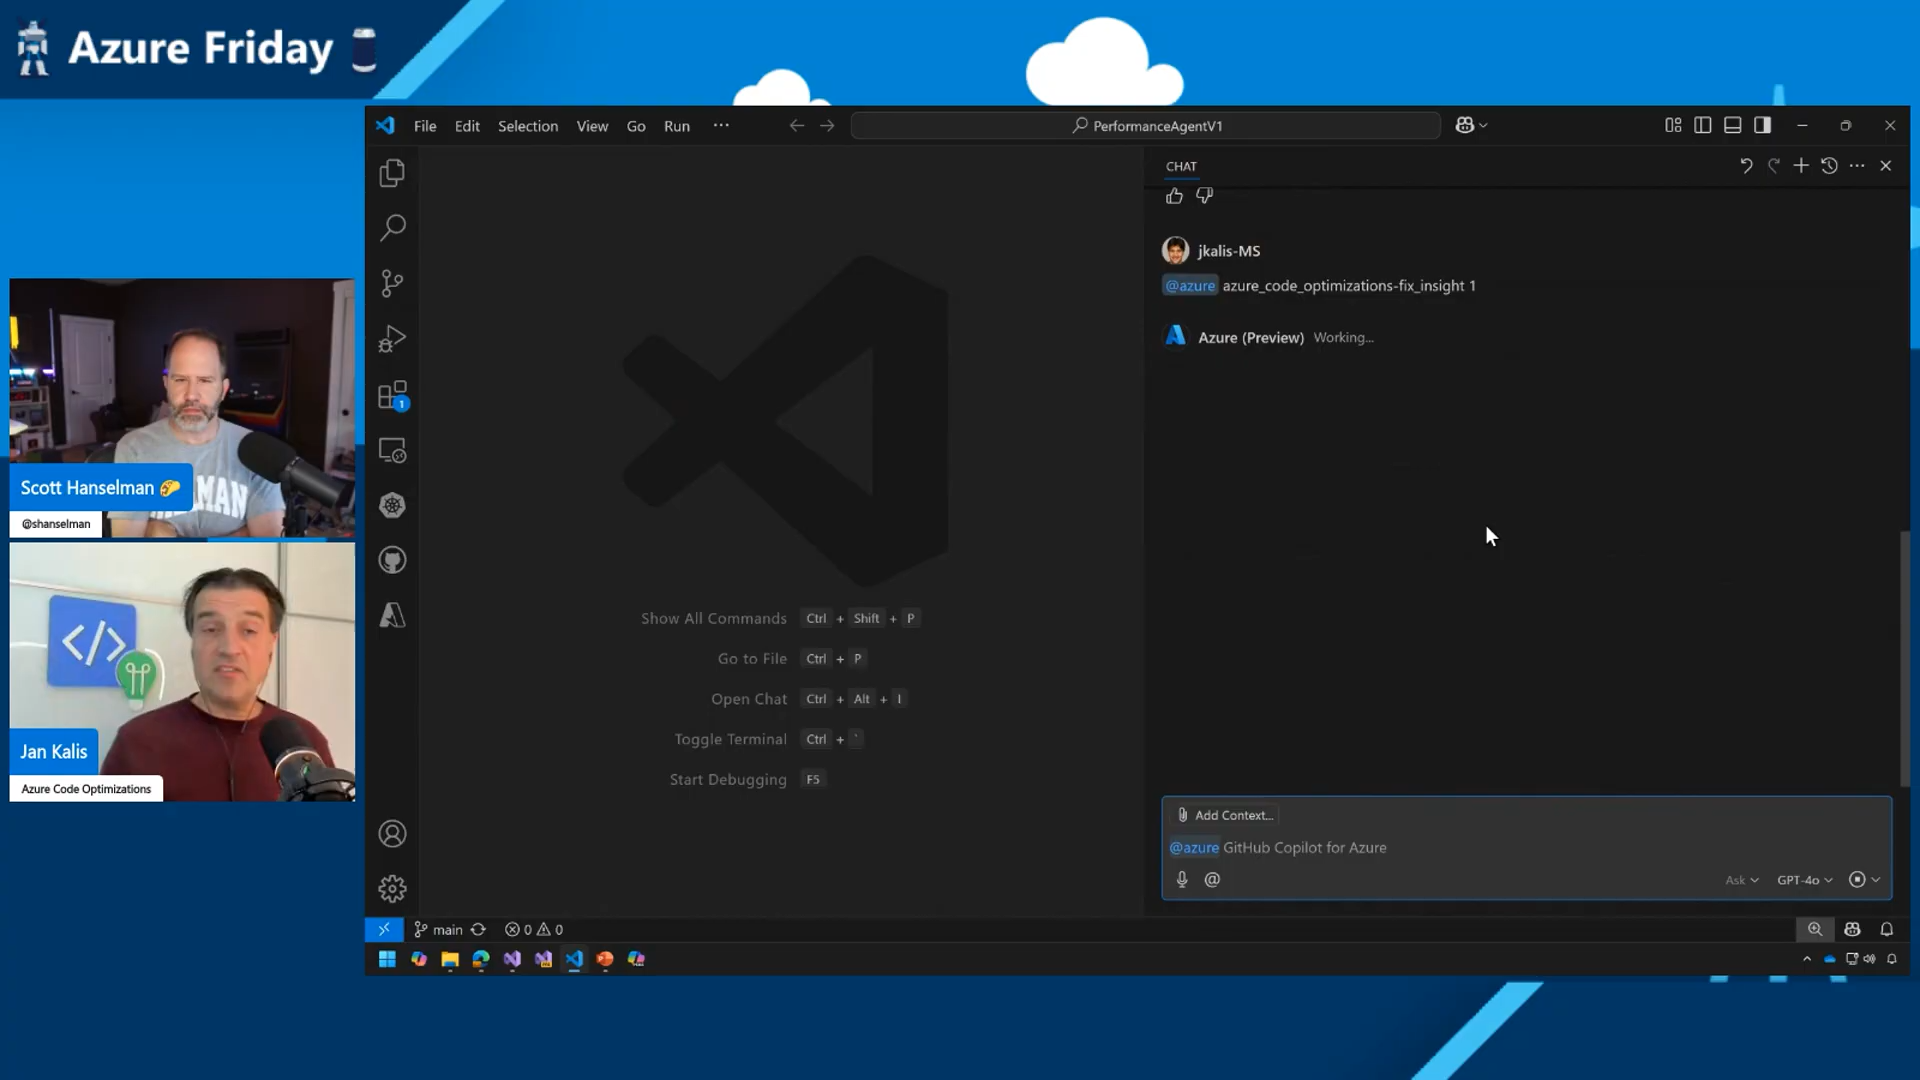 Azure Friday
File Edit Selection View Go Run ···
PerformanceAgentV1
CHAT
jkalis-MS
@azure azure_code_optimizations-fix_insight 1
Azure (Preview) Working...
1
Scott Hanselman
@shanselman
MAN
Jan Kalis
Azure Code Optimizations
</>
Show All Commands Ctrl + Shift + P
Go to File Ctrl + P
Open Chat Ctrl + Alt + I
Toggle Terminal Ctrl + `
Start Debugging F5
Add Context...
@azure GitHub Copilot for Azure
@
Ask GPT-4o
main 0 0